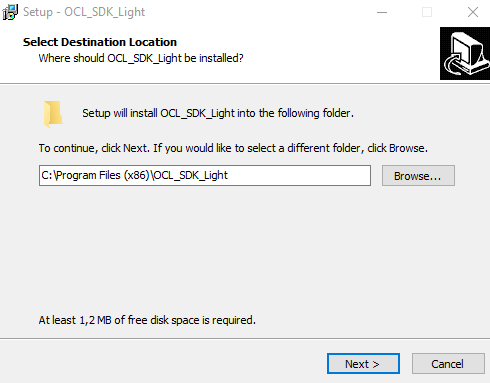 Setup - OCL_SDK_Light
Select Destination Location
Where should OCL_SDK_Light be installed?
Setup will install OCL_SDK_Light into the following folder.
To continue, click Next. If you would like to select a different folder, click Browse.
C:\Program Files (x86)\OCL_SDK_Light
Browse...
At least 1,2 MB of free disk space is required.
Next >
Cancel